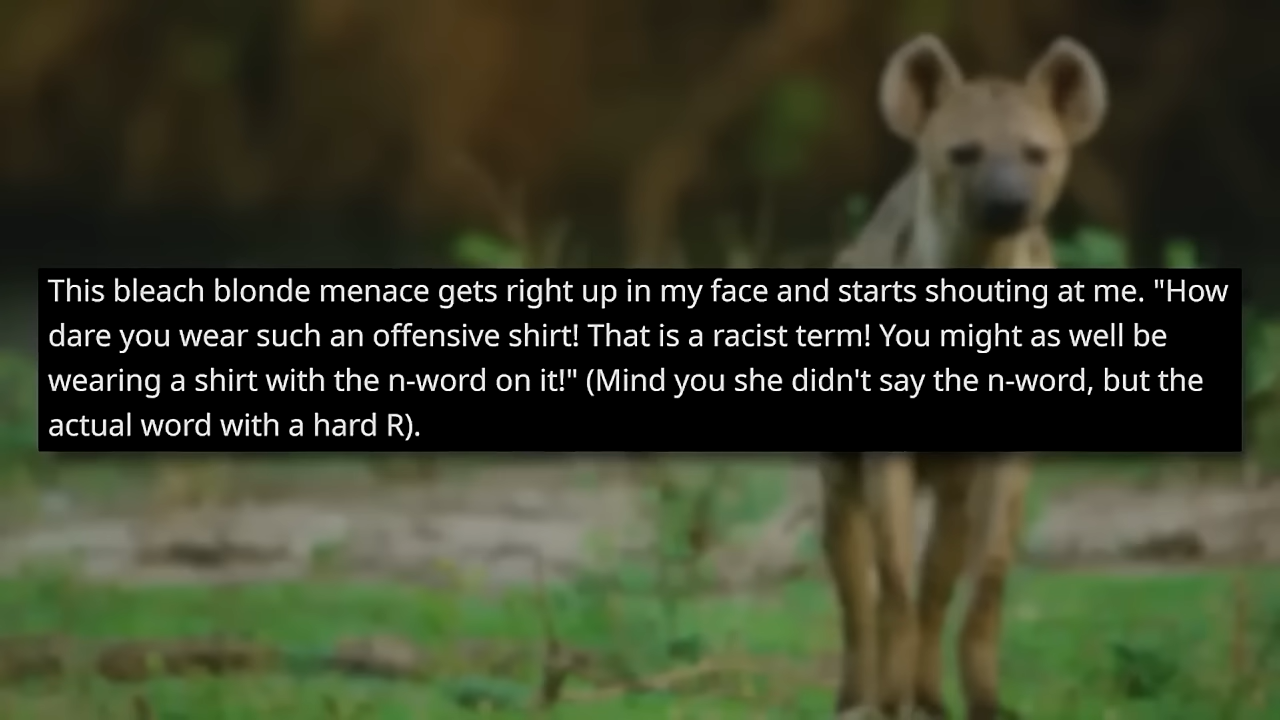 This bleach blonde menace gets right up in my face and starts shouting at me. "How
dare you wear such an offensive shirt! That is a racist term! You might as well be
wearing a shirt with the n-word on it!" (Mind you she didn't say the n-word, but the
actual word with a hard R).